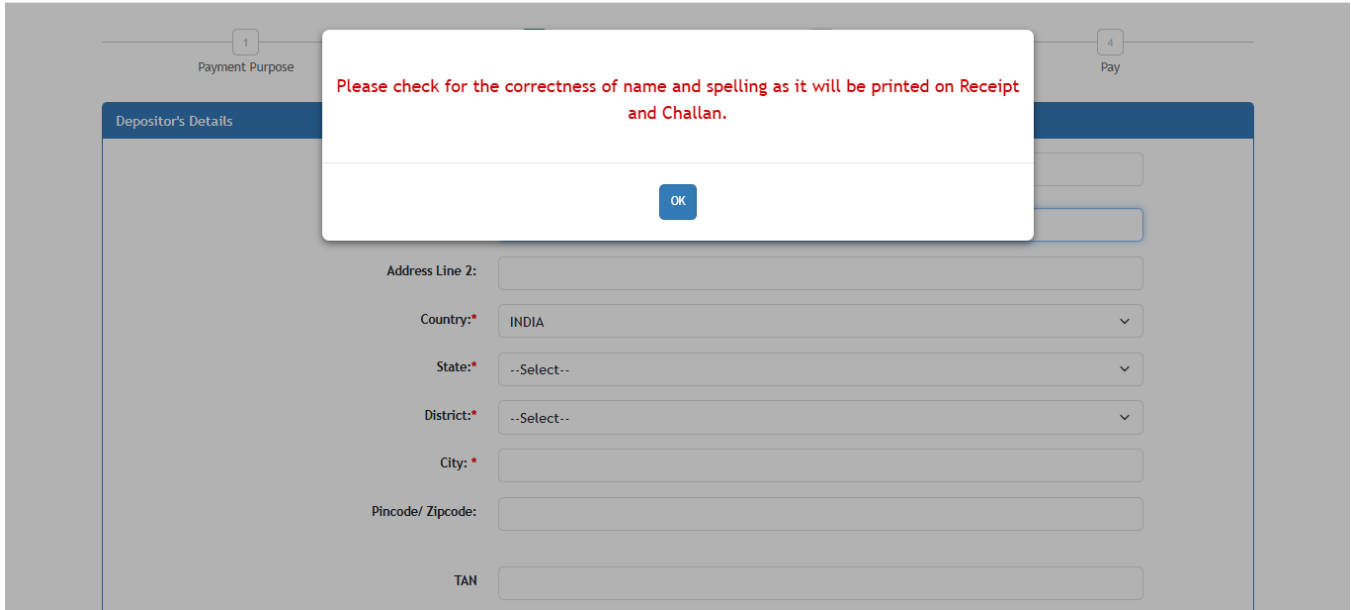 1
4
Payment Purpose
Pay
Please check for the correctness of name and spelling as it will be printed on Receipt
and Challan.
Depositor's Details
OK
Address Line 2:
Country:*
INDIA
State:*
--Select--
District:*
--Select--
City: *
Pincode/ Zipcode:
TAN